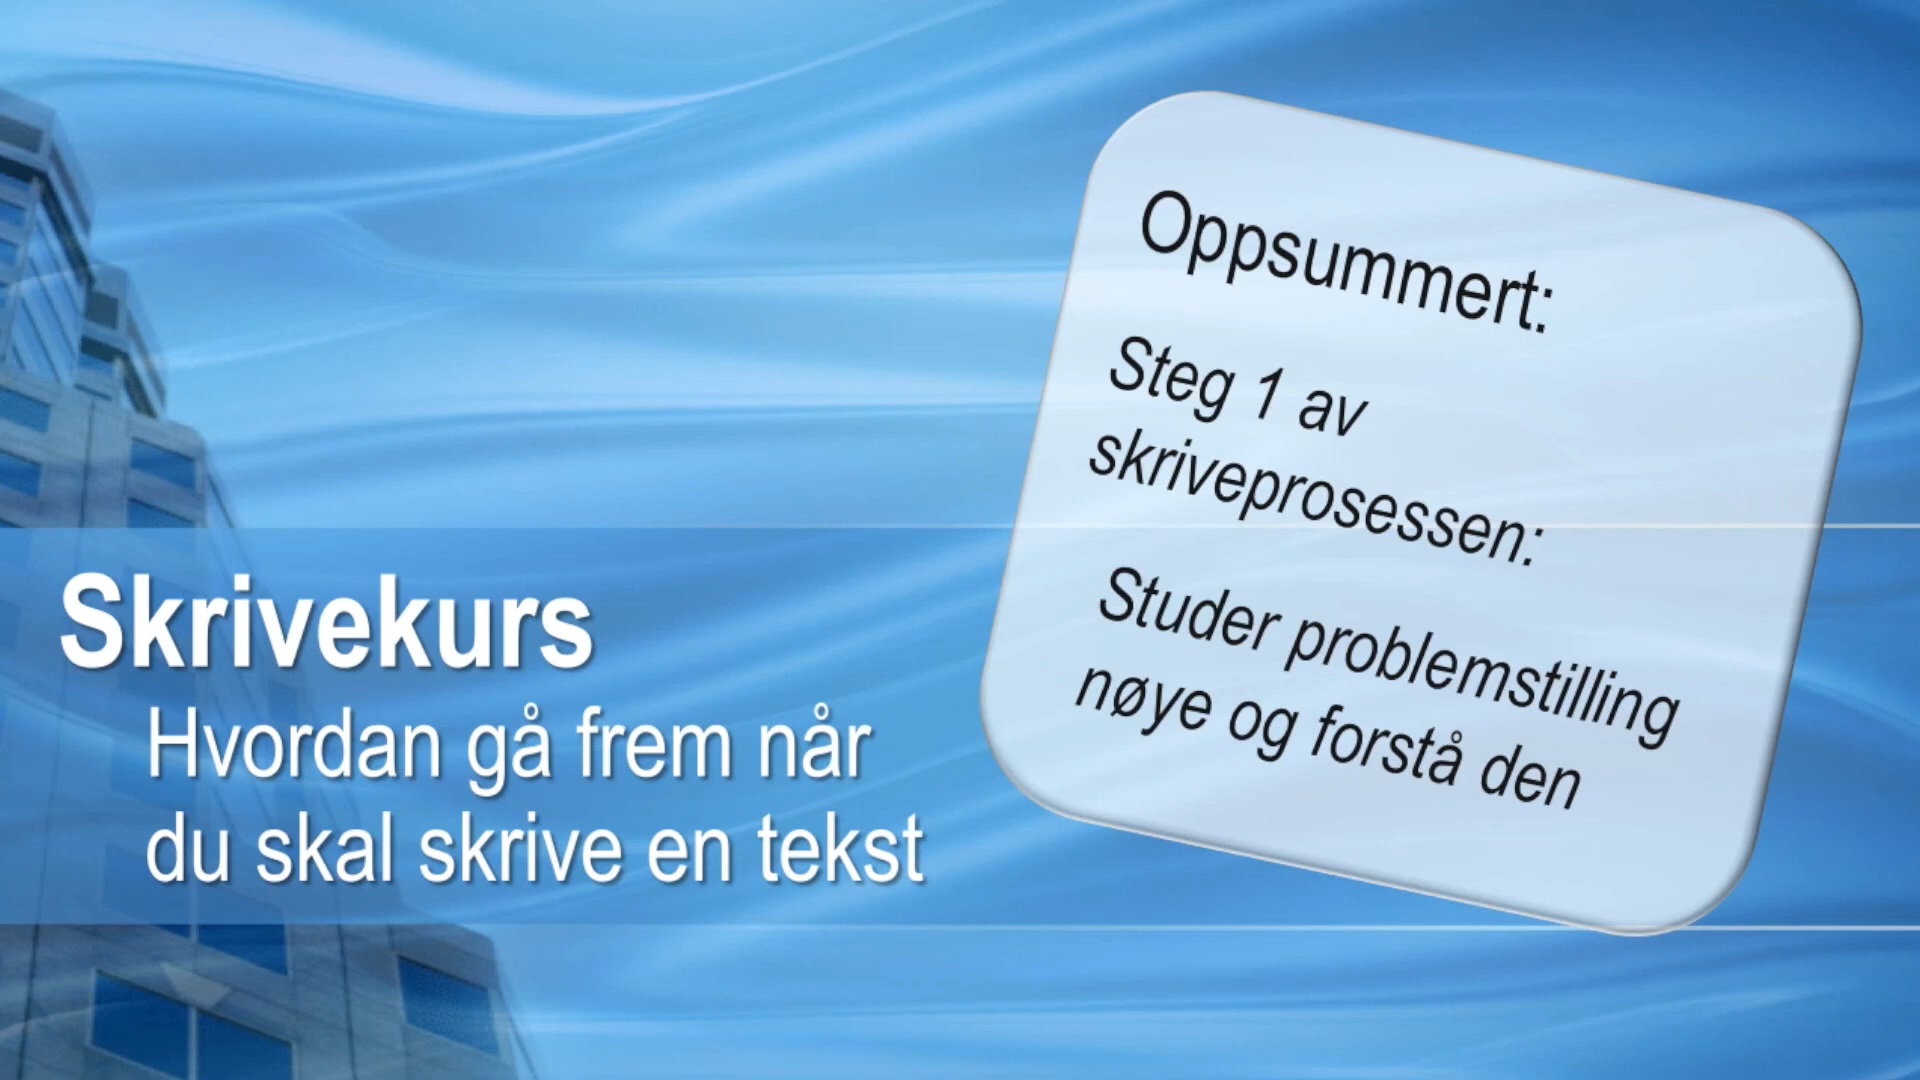 Skrivekurs
Hvordan gå frem når
du skal skrive en tekst
Oppsummert:
Steg 1 av
skriveprosessen:
Studer problemstilling
nøye og forstå den